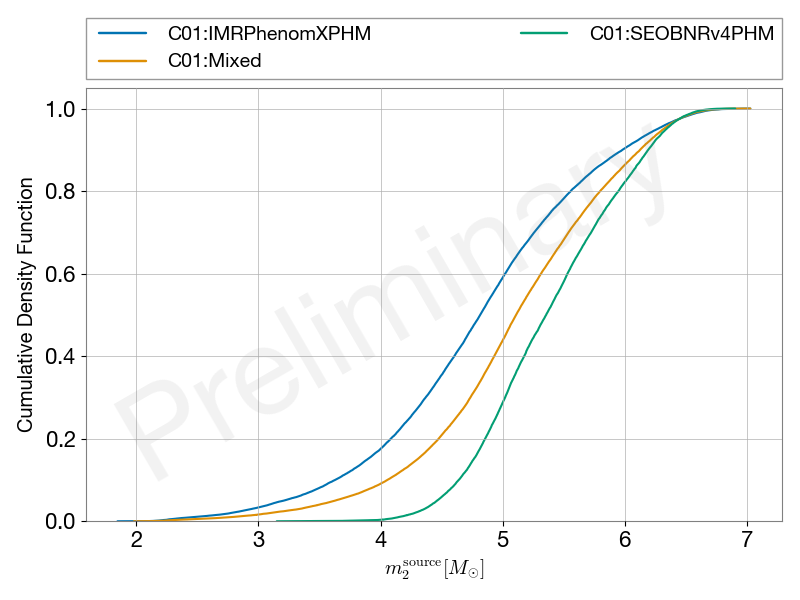 C01:IMRPhenomXPHM
C01:Mixed
C01:SEOBNRv4PHM
Preliminary
Cumulative Density Function
1.0
0.8
0.6
0.4
0.2
0.0
2 3 4 5 6 7
m₂^source [M⊙]